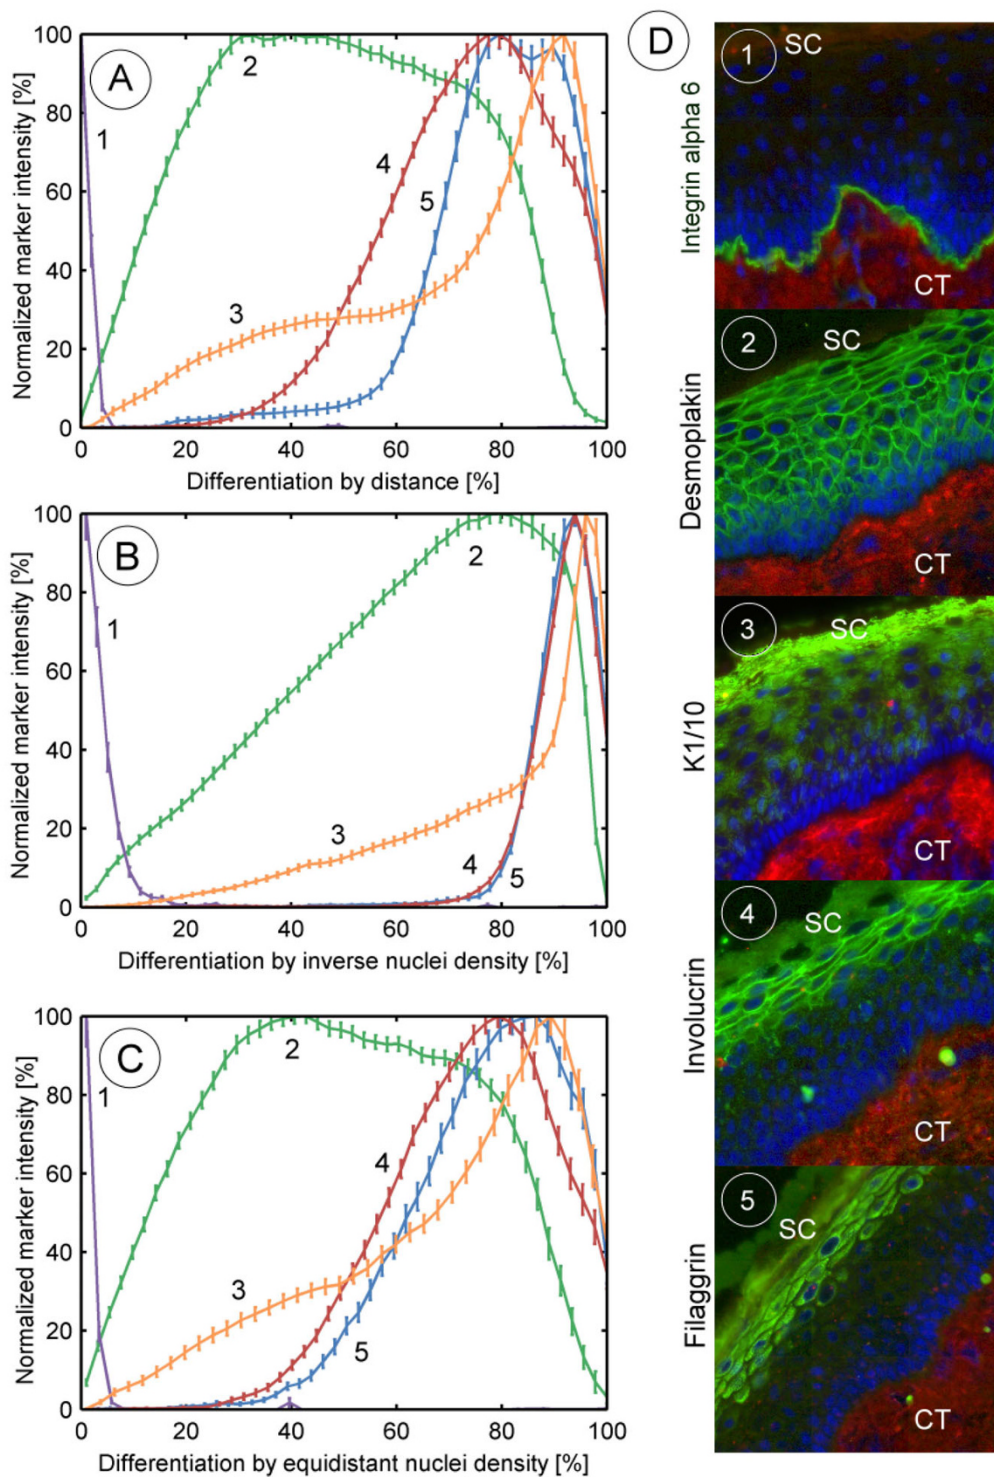 A
Normalized marker intensity [%]
100
80
60
40
20
0
1
2
3
4
5
0 20 40 60 80 100
Differentiation by distance [%]
B
Normalized marker intensity [%]
100
80
60
40
20
0
1
2
3
4
5
0 20 40 60 80 100
Differentiation by inverse nuclei density [%]
C
Normalized marker intensity [%]
100
80
60
40
20
0
1
2
3
4
5
0 20 40 60 80 100
Differentiation by equidistant nuclei density [%]
D
Integrin alpha 6
1
SC
CT
Desmoplakin
2
SC
CT
K1/10
3
SC
CT
Involucrin
4
SC
CT
Filaggrin
5
SC
CT